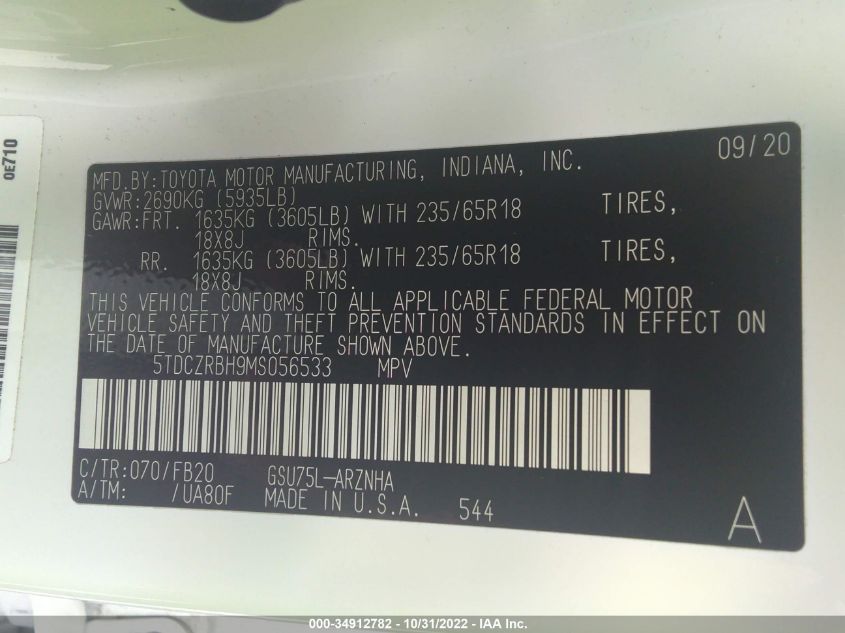 0E710
09/20
MFD.BY:TOYOTA MOTOR MANUFACTURING, INDIANA, INC.
GVWR:2690KG (5935LB)
GAWR:FRT. 1635KG (3605LB) WITH 235/65R18 TIRES,
18X8J RIMS.
RR. 1635KG (3605LB) WITH 235/65R18 TIRES,
18X8J RIMS.
THIS VEHICLE CONFORMS TO ALL APPLICABLE FEDERAL MOTOR
VEHICLE SAFETY AND THEFT PREVENTION STANDARDS IN EFFECT ON
THE DATE OF MANUFACTURE SHOWN ABOVE.
5TDCZRBH9MS056533 MPV
C/TR:070/FB20 GSU75L-ARZNHA
A/TM: /UA80F MADE IN U.S.A. 544
A
000-34912782 - 10/31/2022 - IAA Inc.